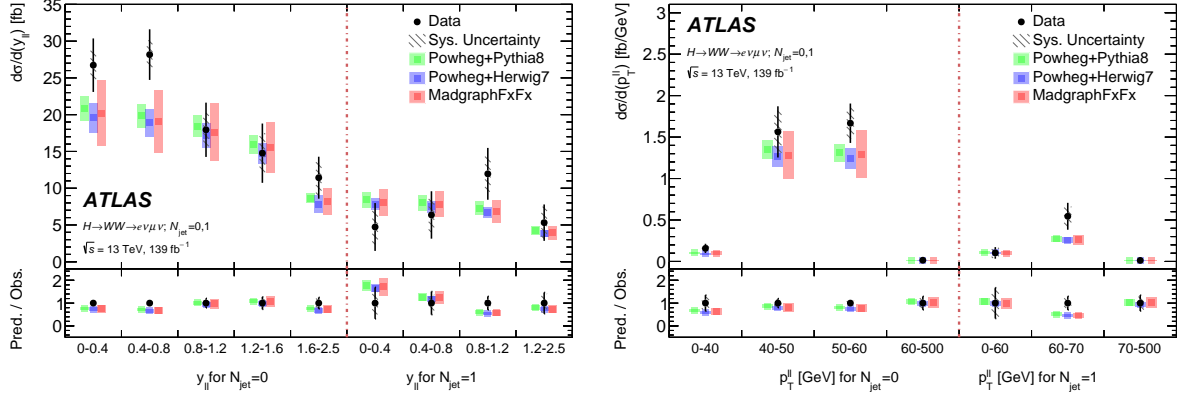 dσ/d(y_ll) [fb]
40
35
30
25
20
15
10
5
0
Data
Sys. Uncertainty
Powheg+Pythia8
Powheg+Herwig7
MadgraphFxFx
ATLAS
H→WW→eνμν; N_jet=0,1
√s = 13 TeV, 139 fb⁻¹
Pred. / Obs.
2
1
0
0-0.4 0.4-0.8 0.8-1.2 1.2-1.6 1.6-2.5 0-0.4 0.4-0.8 0.8-1.2 1.2-2.5
y_ll for N_jet=0 y_ll for N_jet=1
dσ/d(p_T^ll) [fb/GeV]
3
2.5
2
1.5
1
0.5
0
ATLAS
H→WW→eνμν; N_jet=0,1
√s = 13 TeV, 139 fb⁻¹
Data
Sys. Uncertainty
Powheg+Pythia8
Powheg+Herwig7
MadgraphFxFx
Pred. / Obs.
2
1
0
0-40 40-50 50-60 60-500 0-60 60-70 70-500
p_T^ll [GeV] for N_jet=0 p_T^ll [GeV] for N_jet=1